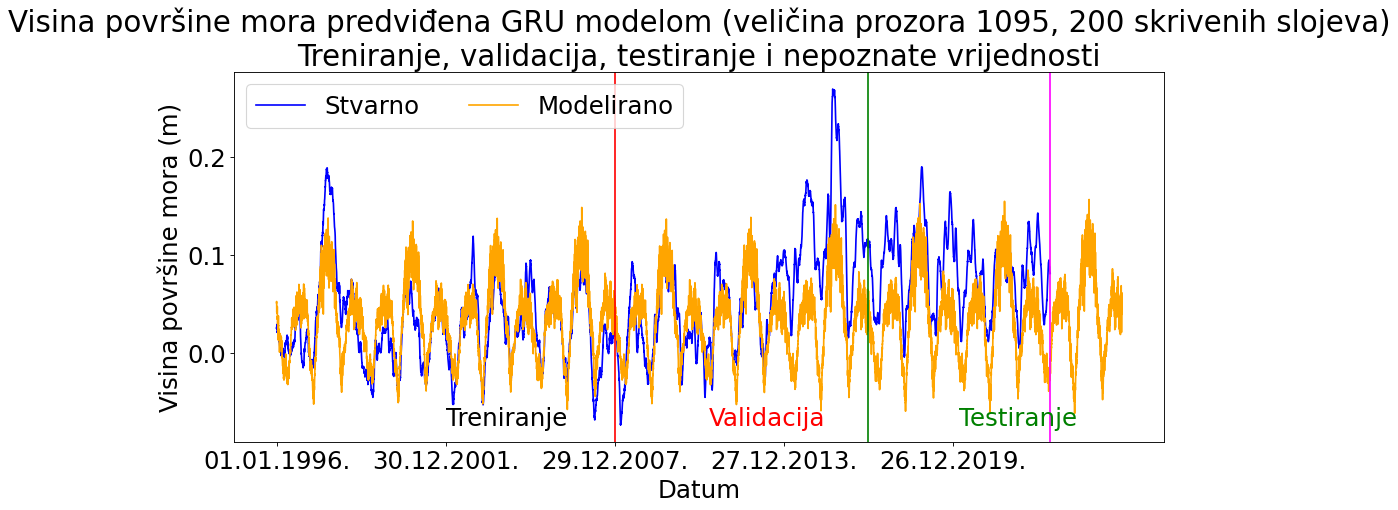 Visina površine mora predviđena GRU modelom (veličina prozora 1095, 200 skrivenih slojeva)
Treniranje, validacija, testiranje i nepoznate vrijednosti
Stvarno
Modelirano
Visina površine mora (m)
0.2
0.1
0.0
Treniranje
Validacija
Testiranje
01.01.1996.
30.12.2001.
29.12.2007.
27.12.2013.
26.12.2019.
Datum